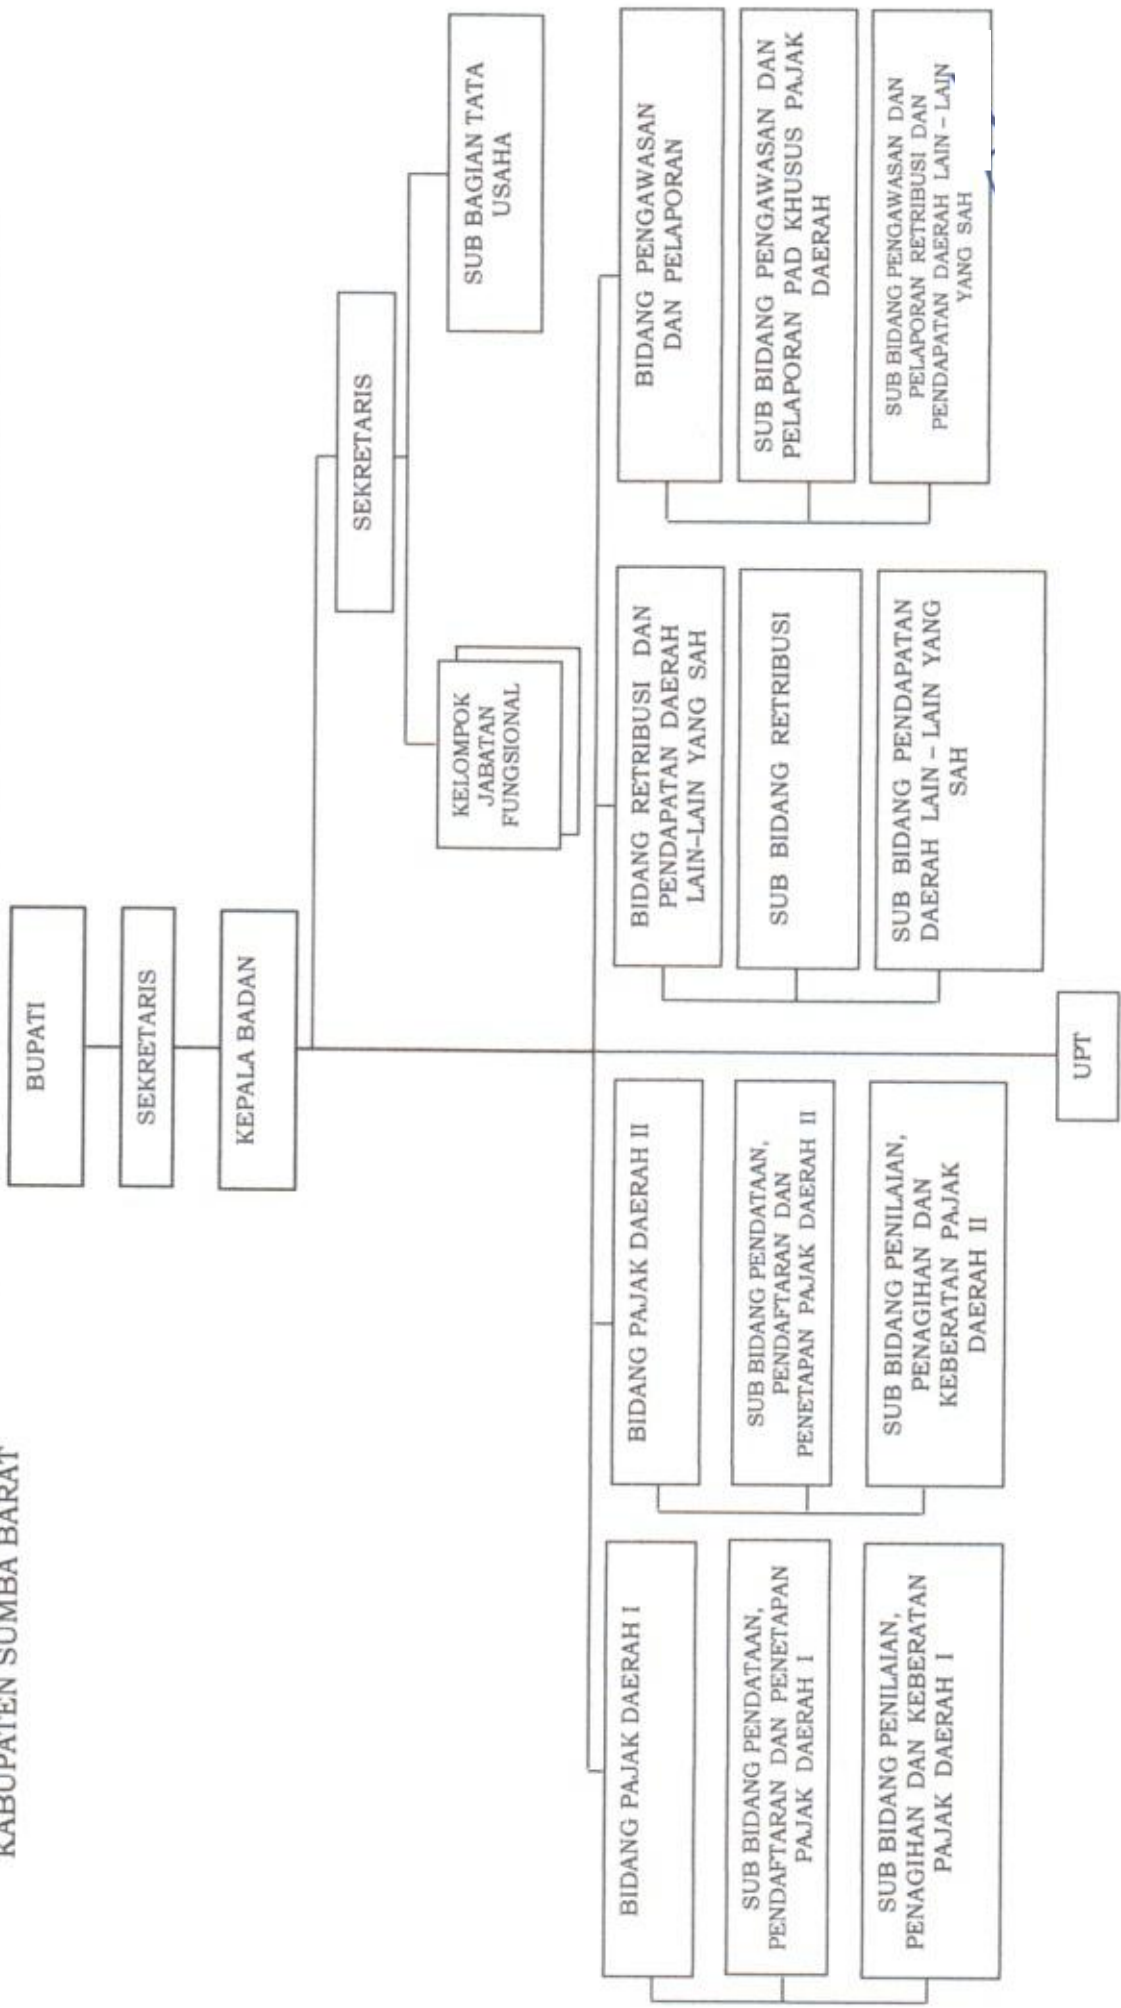 KABUPATEN SUMBA BARAT
BUPATI
SEKRETARIS
KEPALA BADAN
SEKRETARIS
KELOMPOK
JABATAN
FUNGSIONAL
SUB BAGIAN TATA
USAHA
BIDANG PAJAK DAERAH I
SUB BIDANG PENDATAAN,
PENDAFTARAN DAN PENETAPAN
PAJAK DAERAH I
SUB BIDANG PENILAIAN,
PENAGIHAN DAN KEBERATAN
PAJAK DAERAH I
BIDANG PAJAK DAERAH II
SUB BIDANG PENDATAAN,
PENDAFTARAN DAN
PENETAPAN PAJAK DAERAH II
SUB BIDANG PENILAIAN,
PENAGIHAN DAN
KEBERATAN PAJAK
DAERAH II
BIDANG RETRIBUSI DAN
PENDAPATAN DAERAH
LAIN-LAIN YANG SAH
SUB BIDANG RETRIBUSI
SUB BIDANG PENDAPATAN
DAERAH LAIN – LAIN YANG
SAH
BIDANG PENGAWASAN
DAN PELAPORAN
SUB BIDANG PENGAWASAN DAN
PELAPORAN PAD KHUSUS PAJAK
DAERAH
SUB BIDANG PENGAWASAN DAN
PELAPORAN RETRIBUSI DAN
PENDAPATAN DAERAH LAIN – LAIN
YANG SAH
UPT